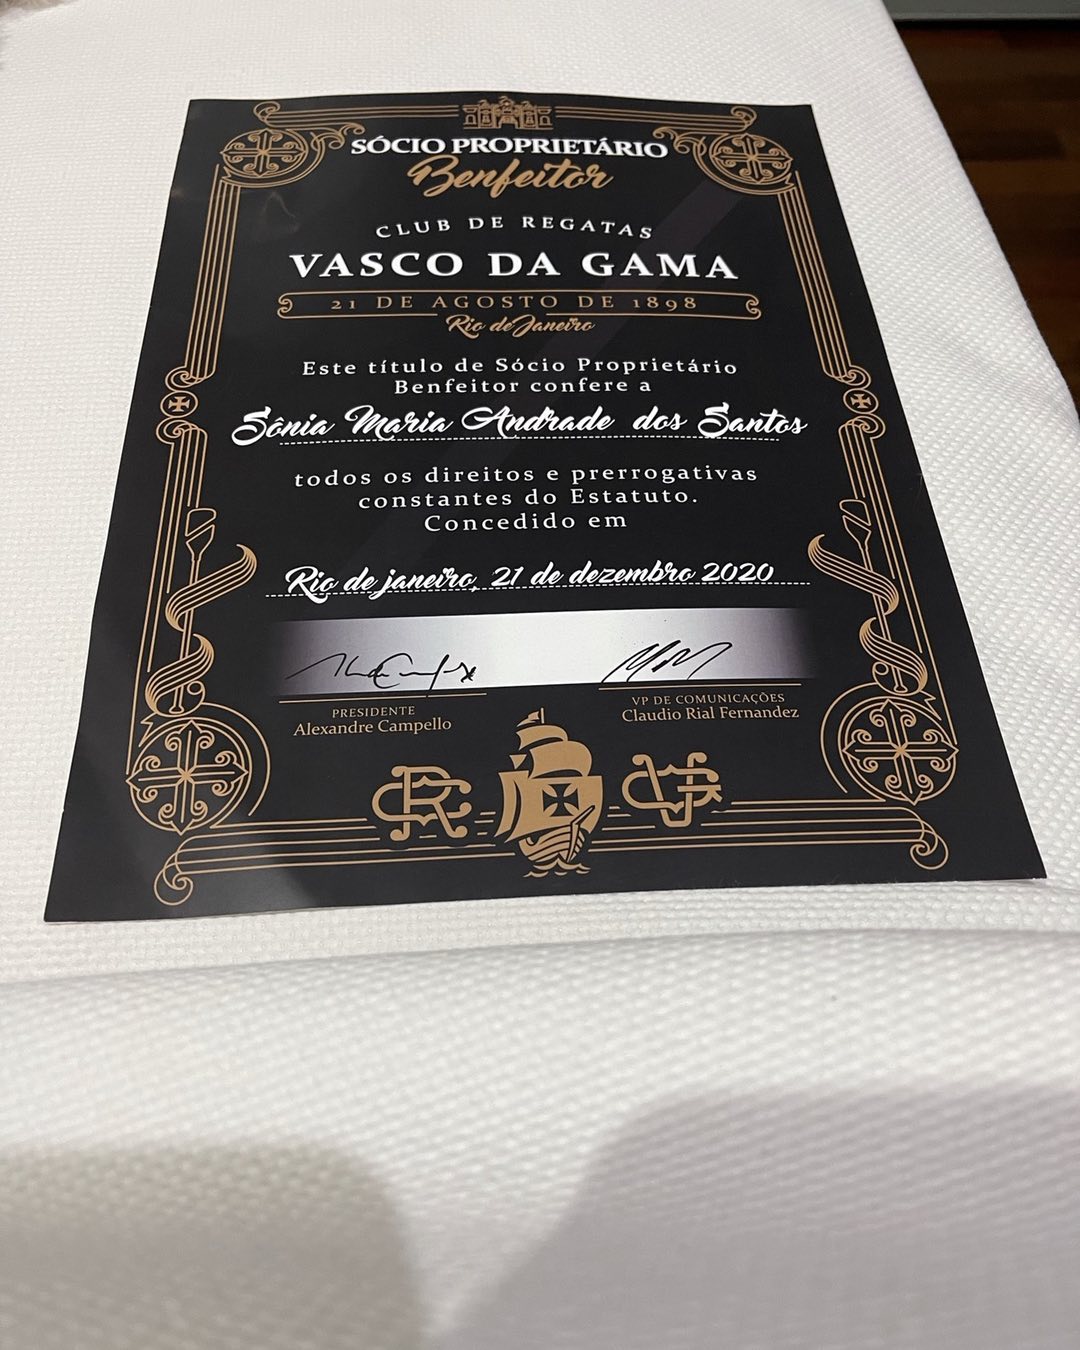 SÓCIO PROPRIETÁRIO
Benfeitor
CLUB DE REGATAS
VASCO DA GAMA
21 DE AGOSTO DE 1898
Rio de Janeiro
Este título de Sócio Proprietário
Benfeitor confere a
Sônia Maria Andrade dos Santos
todos os direitos e prerrogativas
constantes do Estatuto.
Concedido em
Rio de janeiro, 21 de dezembro 2020
PRESIDENTE
Alexandre Campello
VP DE COMUNICAÇÕES
Claudio Rial Fernandez